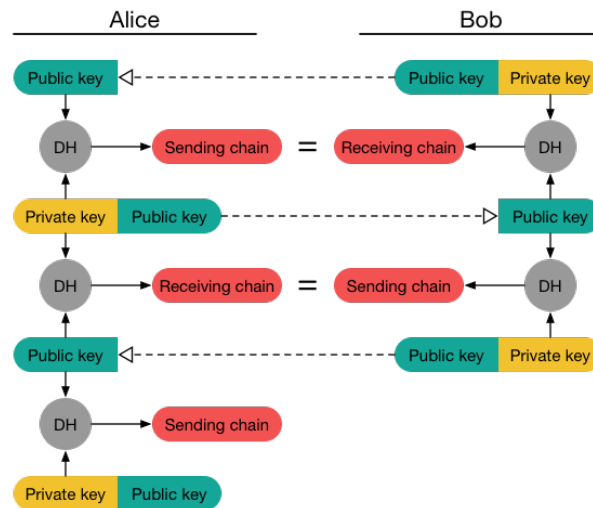 Alice Bob
Public key Public key Private key
DH Sending chain = Receiving chain DH
Private key Public key Public key
DH Receiving chain = Sending chain DH
Public key Public key Private key
DH Sending chain
Private key Public key